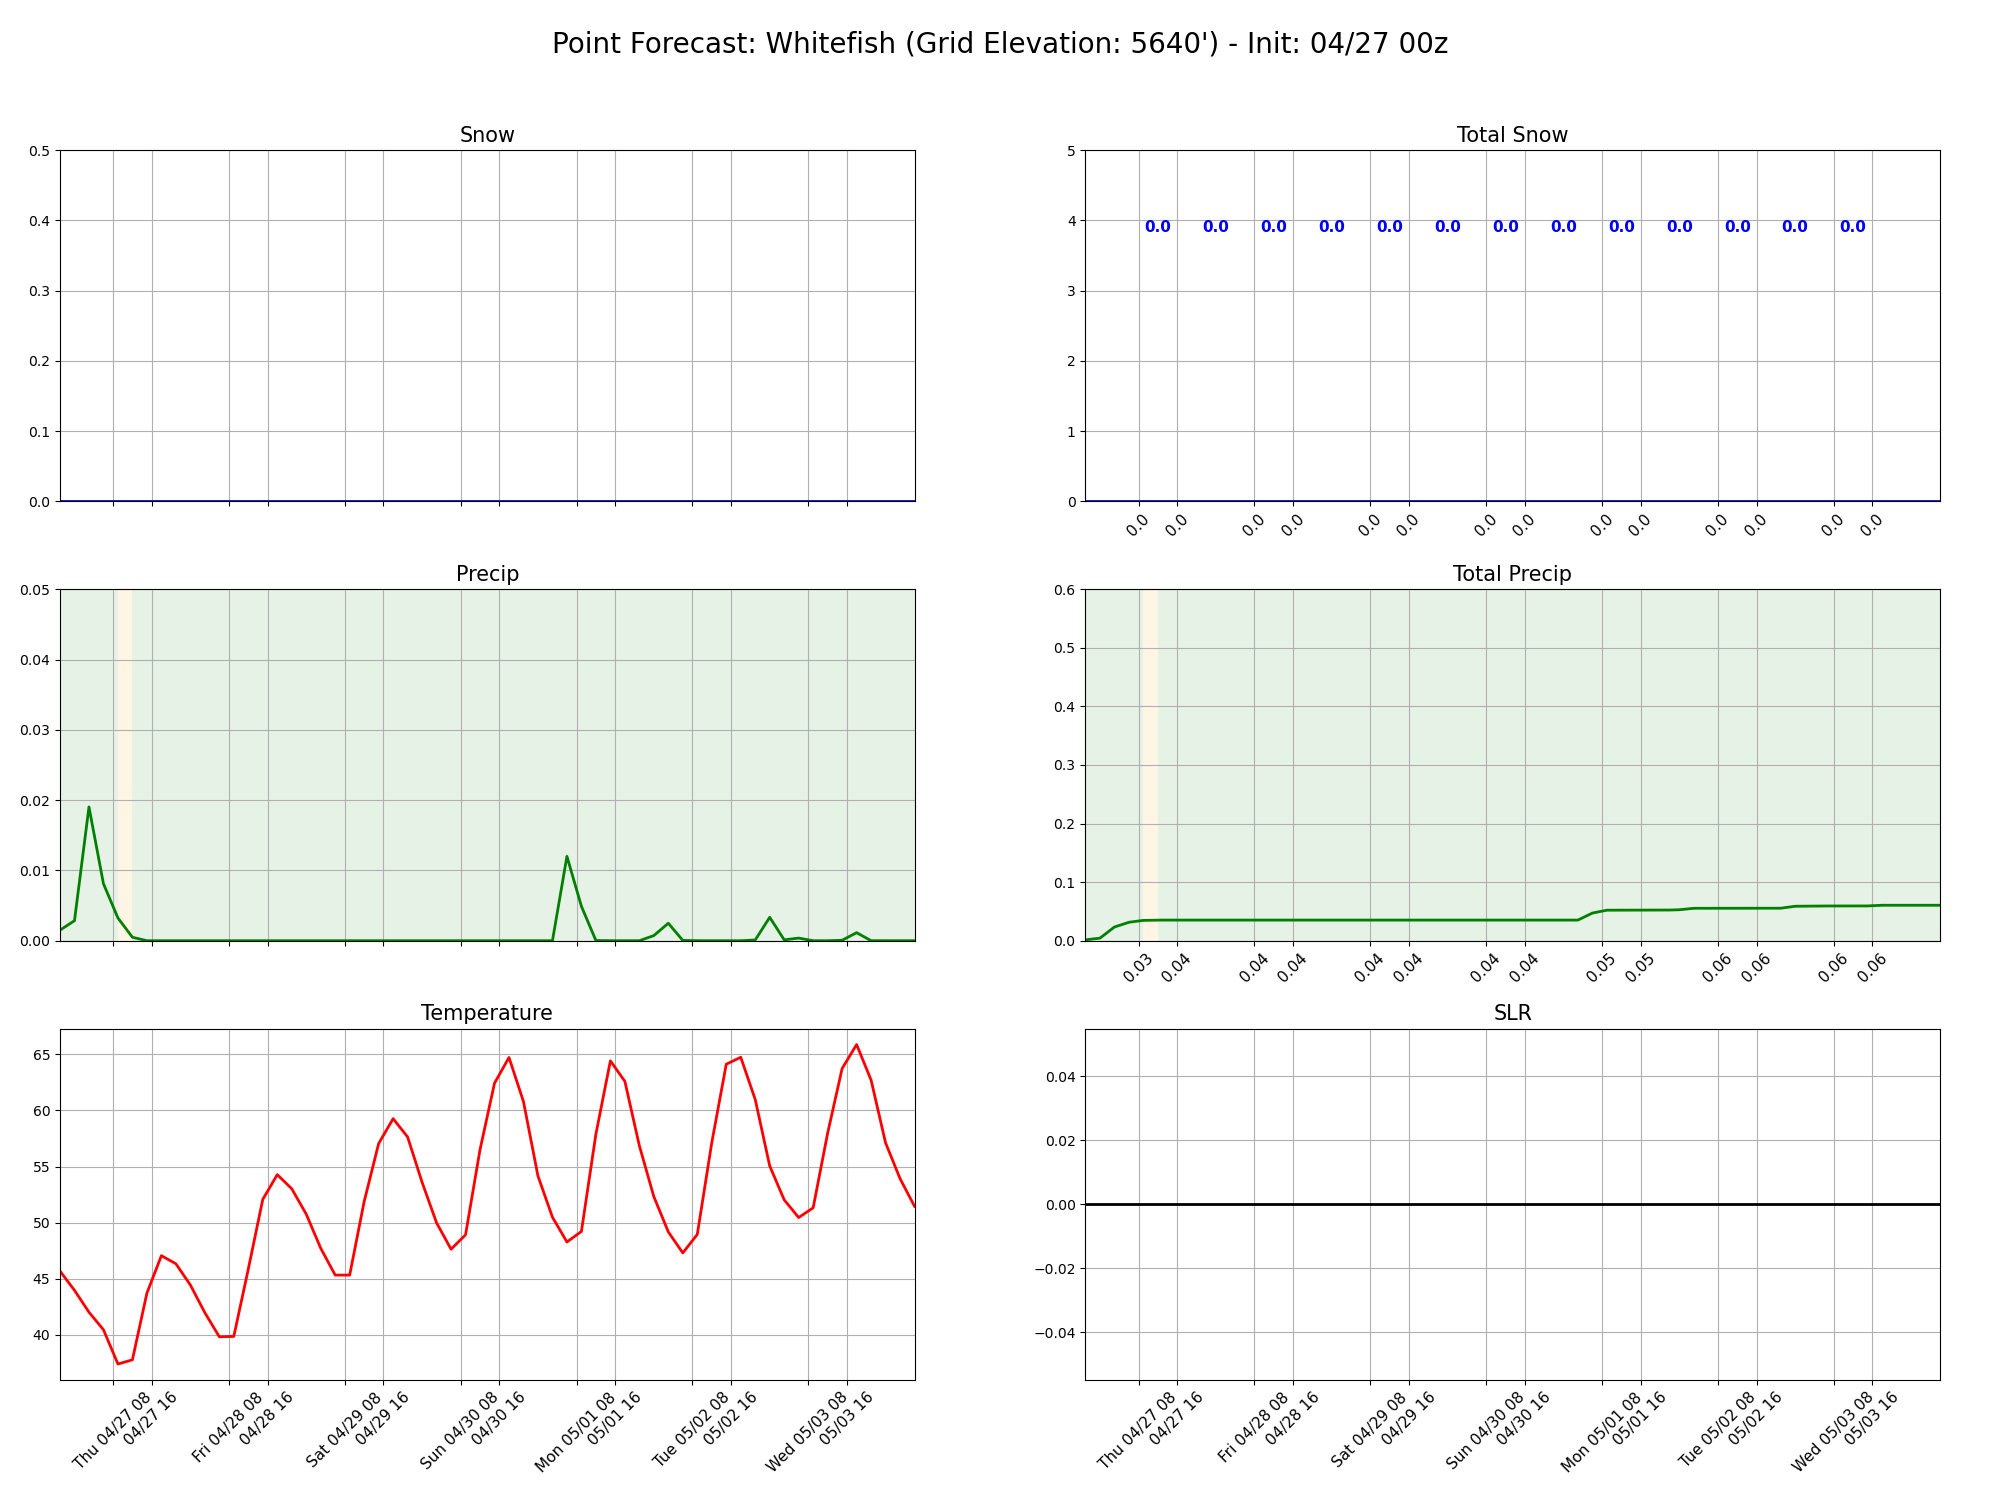 Point Forecast: Whitefish (Grid Elevation: 5640') - Init: 04/27 00z
Snow
0.5
0.4
0.3
0.2
0.1
0.0
Total Snow
5
4
3
2
1
0
0.0 0.0 0.0 0.0 0.0 0.0 0.0 0.0 0.0 0.0 0.0 0.0 0.0
0.0 0.0 0.0 0.0 0.0 0.0 0.0 0.0 0.0 0.0 0.0 0.0 0.0 0.0
Precip
0.05
0.04
0.03
0.02
0.01
0.00
Total Precip
0.6
0.5
0.4
0.3
0.2
0.1
0.0
0.03 0.04 0.04 0.04 0.04 0.04 0.04 0.04 0.05 0.05 0.06 0.06 0.06 0.06
Temperature
65
60
55
50
45
40
Thu 04/27 08
04/27 16
Fri 04/28 08
04/28 16
Sat 04/29 08
04/29 16
Sun 04/30 08
04/30 16
Mon 05/01 08
05/01 16
Tue 05/02 08
05/02 16
Wed 05/03 08
05/03 16
SLR
0.04
0.02
0.00
−0.02
−0.04
Thu 04/27 08
04/27 16
Fri 04/28 08
04/28 16
Sat 04/29 08
04/29 16
Sun 04/30 08
04/30 16
Mon 05/01 08
05/01 16
Tue 05/02 08
05/02 16
Wed 05/03 08
05/03 16